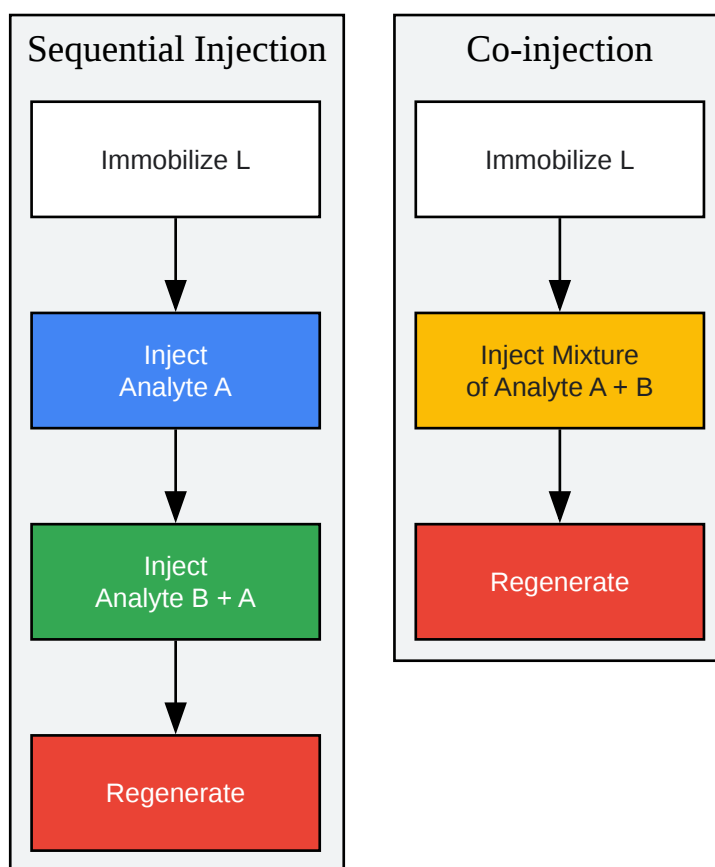 Sequential Injection
Immobilize L
Inject
Analyte A
Inject
Analyte B + A
Regenerate
Co-injection
Immobilize L
Inject Mixture
of Analyte A + B
Regenerate